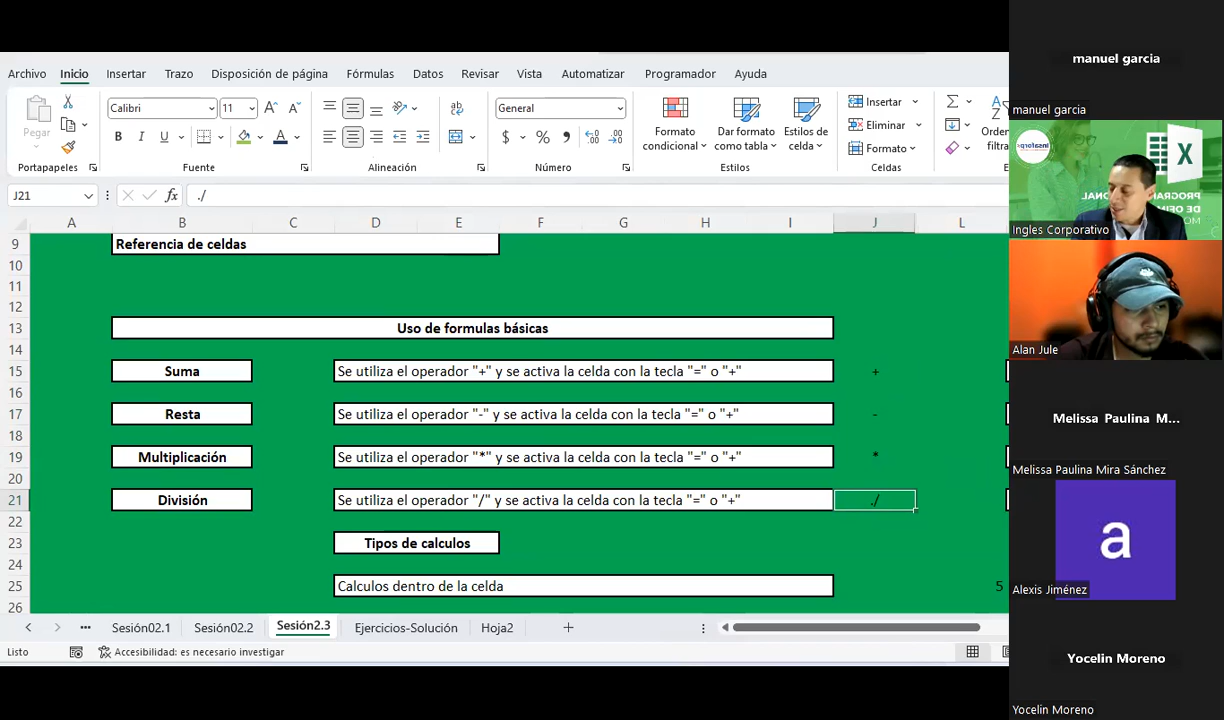 Archivo Inicio Insertar Trazo Disposición de página Fórmulas Datos Revisar Vista Automatizar Programador Ayuda
Pegar
Calibri 11
N K S
General
$ % 
Formato condicional
Dar formato como tabla
Estilos de celda
Insertar
Eliminar
Formato
Portapapeles Fuente Alineación Número Estilos Celdas
J21 fx ./
A B C D E F G H I J L
9 Referencia de celdas
10
11
12
13 Uso de formulas básicas
14
15 Suma Se utiliza el operador "+" y se activa la celda con la tecla "=" o "+" +
16
17 Resta Se utiliza el operador "-" y se activa la celda con la tecla "=" o "+" -
18
19 Multiplicación Se utiliza el operador "*" y se activa la celda con la tecla "=" o "+" *
20
21 División Se utiliza el operador "/" y se activa la celda con la tecla "=" o "+" ./
22
23 Tipos de calculos
24
25 Calculos dentro de la celda 5
26
Sesión02.1 Sesión02.2 Sesión2.3 Ejercicios-Solución Hoja2
Listo Accesibilidad: es necesario investigar
manuel garcia
manuel garcia
Ingles Corporativo
Alan Jule
Melissa Paulina M...
Melissa Paulina Mira Sánchez
a
Alexis Jiménez
Yocelin Moreno
Yocelin Moreno